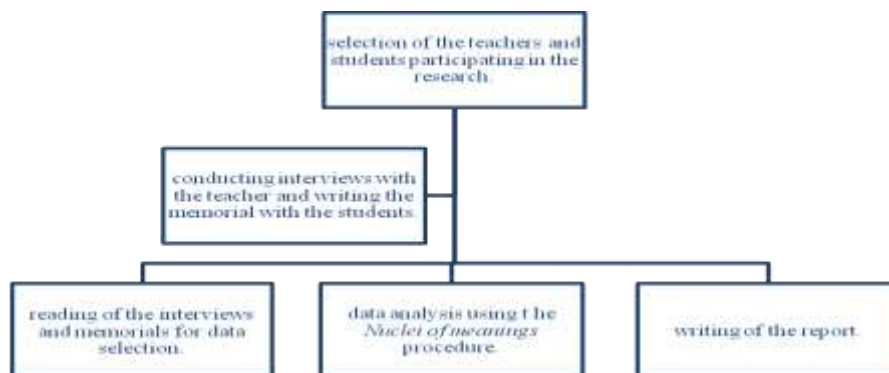 selection of the teachers and
students participating in the
research.
conducting interviews with
the teacher and writing the
memorial with the students.
reading of the interviews
and memorials for data
selection.
data analysis using t he
Nuclei of meanings
procedure.
writing of the report.